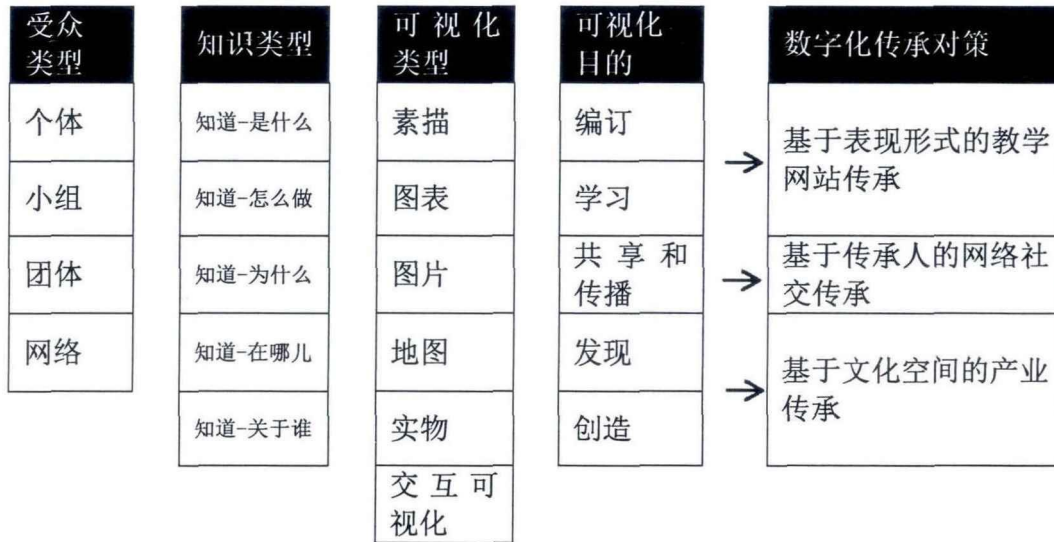 受众
类型
个体
小组
团体
网络
知识类型
知道-是什么
知道-怎么做
知道-为什么
知道-在哪儿
知道-关于谁
可视化
类型
素描
图表
图片
地图
实物
交互可
视化
可视化
目的
编订
学习
共享和
传播
发现
创造
数字化传承对策
基于表现形式的教学
网站传承
基于传承人的网络社
交传承
基于文化空间的产业
传承